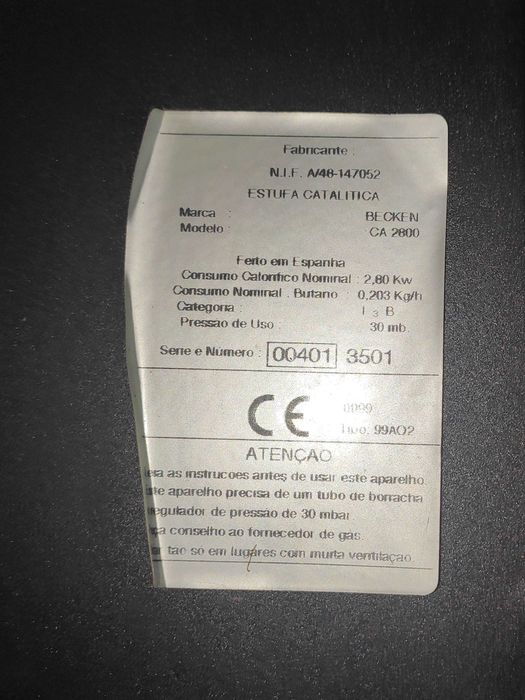 Fabricante :
N.I.F. A/48-147052
ESTUFA CATALITICA
Marca : BECKEN
Modelo : CA 2800
Feito em Espanha
Consumo Calorifico Nominal : 2,80 Kw
Consumo Nominal . Butano : 0,203 Kg/h
Categoria : I 3 B
Pressao de Uso : 30 mb.
Serie e Numero : 00401 3501
CE 0099
Tipo: 99AO2
ATENÇAO
as instrucoes antes de usar este aparelho.
aparelho precisa de um tubo de borracha
regulador de pressao de 30 mbar
conselho ao fornecedor de gas.
tao so em lugares com muita ventilaçao.